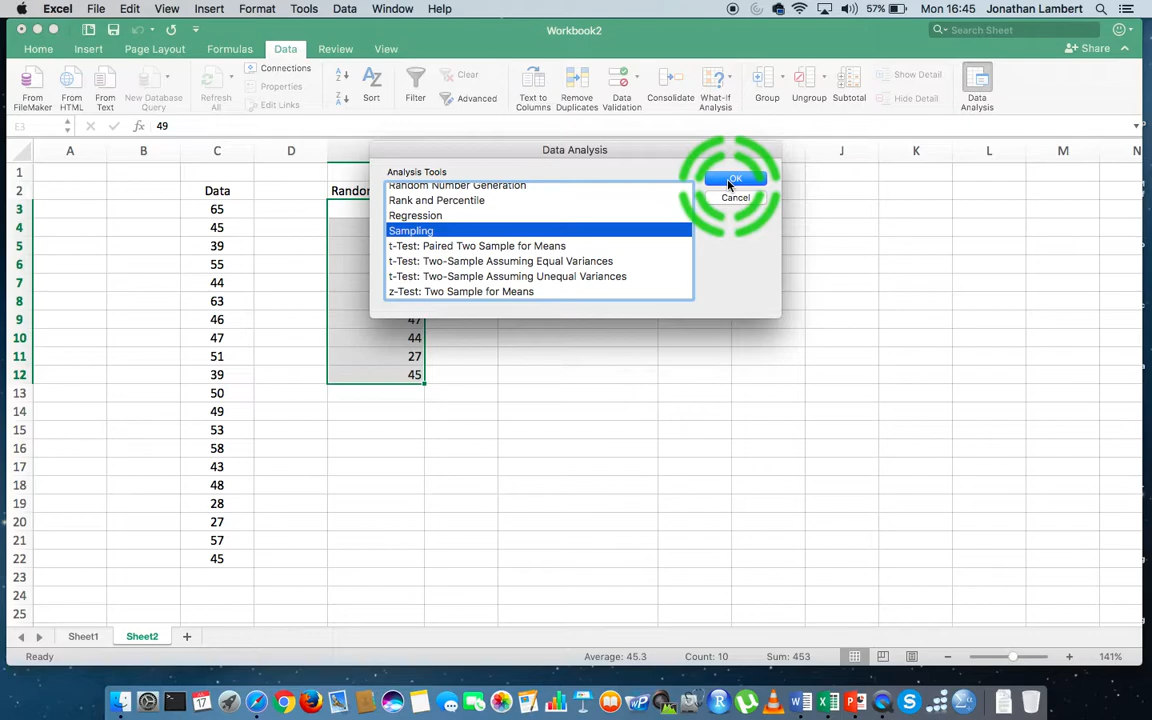 Excel File Edit View Insert Format Tools Data Window Help 57% Mon 16:45 Jonathan Lambert
Workbook2 Search Sheet
Home Insert Page Layout Formulas Data Review View Share
From FileMaker
From HTML
From Text
New Database Query
Refresh All
Connections
Properties
Edit Links
Sort
Filter
Clear
Advanced
Text to Columns
Remove Duplicates
Data Validation
Consolidate
What-If Analysis
Group
Ungroup
Subtotal
Show Detail
Hide Detail
Data Analysis
E3 fx 49
A B C D J K L M N
Data Analysis
Analysis Tools
Random Number Generation
Rank and Percentile
Regression
Sampling
t-Test: Paired Two Sample for Means
t-Test: Two-Sample Assuming Equal Variances
t-Test: Two-Sample Assuming Unequal Variances
z-Test: Two Sample for Means
OK
Cancel
1
2 Data
3 65
4 45
5 39
6 55
7 44
8 63
9 46 47
10 47 44
11 51 27
12 39 45
13 50
14 49
15 53
16 58
17 43
18 48
19 28
20 27
21 57
22 45
23
24
25
Sheet1 Sheet2 +
Ready Average: 45.3 Count: 10 Sum: 453 141%
17